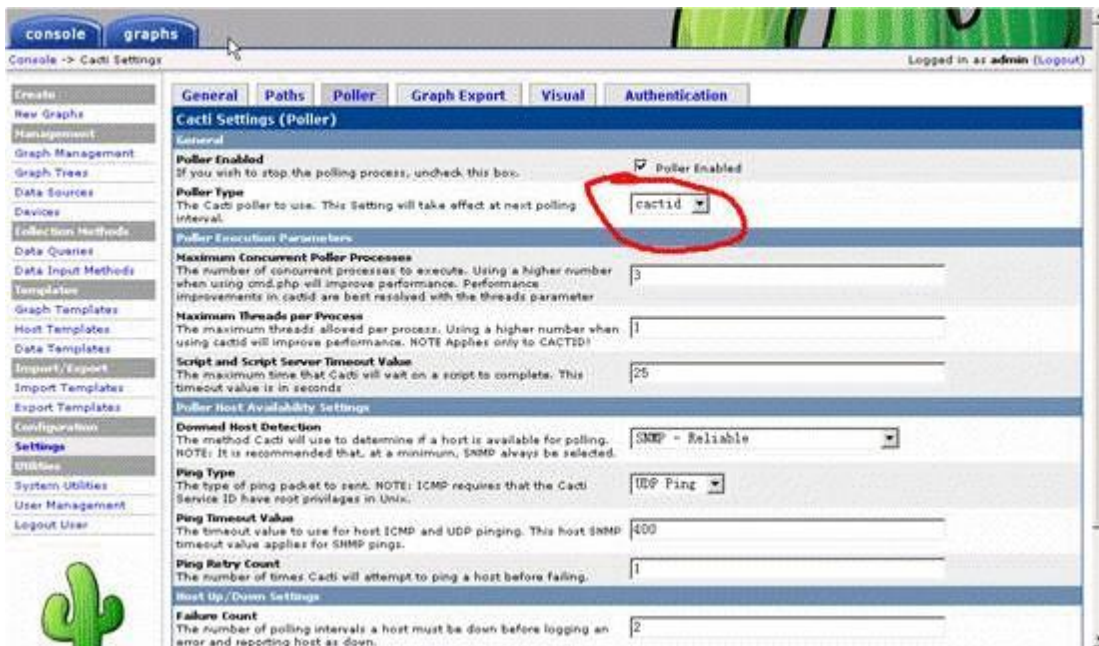 console graphs
Console -> Cacti Settings
Logged in as admin (Logout)
Create
New Graphs
Management
Graph Management
Graph Trees
Data Sources
Devices
Collection Methods
Data Queries
Data Input Methods
Templates
Graph Templates
Host Templates
Data Templates
Import/Export
Import Templates
Export Templates
Configuration
Settings
Utilities
System Utilities
User Management
Logout User
General Paths Poller Graph Export Visual Authentication
Cacti Settings (Poller)
General
Poller Enabled
If you wish to stop the polling process, uncheck this box.
Poller Enabled
Poller Type
The Cacti poller to use. This Setting will take effect at next polling
interval.
cactid
Poller Execution Parameters
Maximum Concurrent Poller Processes
The number of concurrent processes to execute. Using a higher number
when using cmd.php will improve performance. Performance
improvements in cactid are best resolved with the threads parameter
3
Maximum Threads per Process
The maximum threads allowed per process. Using a higher number when
using cactid will improve performance. NOTE Applies only to CACTID!
1
Script and Script Server Timeout Value
The maximum time that Cacti will wait on a script to complete. This
timeout value is in seconds
25
Poller Host Availability Settings
Downed Host Detection
The method Cacti will use to determine if a host is available for polling.
NOTE: It is recommended that, at a minimum, SNMP always be selected.
SNMP - Reliable
Ping Type
The type of ping packet to sent. NOTE: ICMP requires that the Cacti
Service ID have root privilages in Unix.
UDP Ping
Ping Timeout Value
The timeout value to use for host ICMP and UDP pinging. This host SNMP
timeout value applies for SNMP pings.
400
Ping Retry Count
The number of times Cacti will attempt to ping a host before failing.
1
Host Up/Down Settings
Failure Count
The number of polling intervals a host must be down before logging an
error and reporting host as down.
2